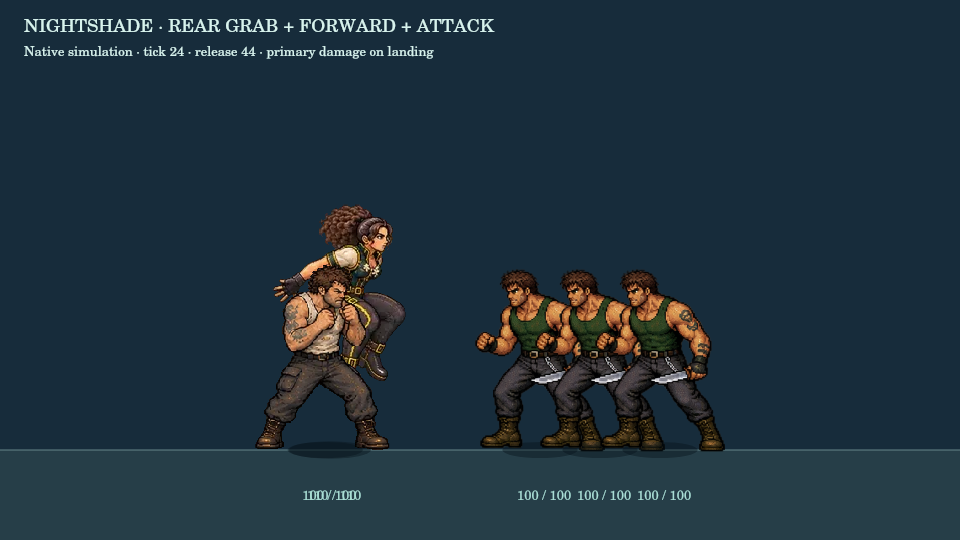 NIGHTSHADE · REAR GRAB + FORWARD + ATTACK
Native simulation · tick 24 · release 44 · primary damage on landing
100 / 100 100 / 100 100 / 100